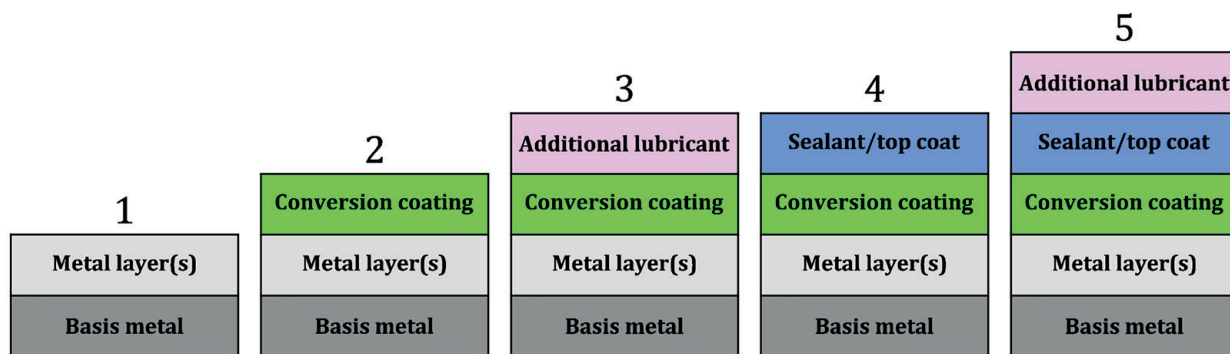 1
Metal layer(s)
Basis metal
2
Conversion coating
Metal layer(s)
Basis metal
3
Additional lubricant
Conversion coating
Metal layer(s)
Basis metal
4
Sealant/top coat
Conversion coating
Metal layer(s)
Basis metal
5
Additional lubricant
Sealant/top coat
Conversion coating
Metal layer(s)
Basis metal